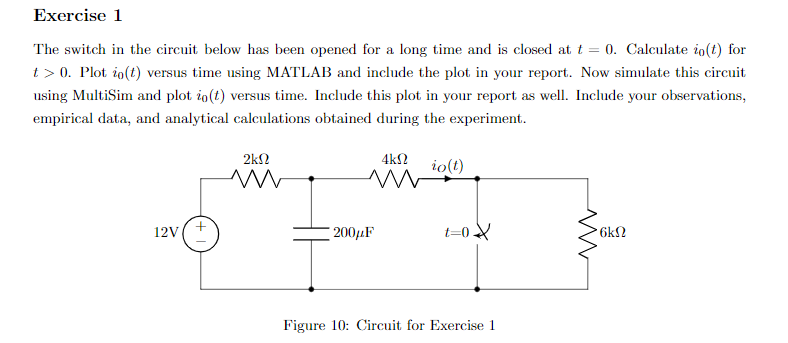 Exercise 1
The switch in the circuit below has been opened for a long time and is closed at t = 0. Calculate i₀(t) for
t > 0. Plot i₀(t) versus time using MATLAB and include the plot in your report. Now simulate this circuit
using MultiSim and plot i₀(t) versus time. Include this plot in your report as well. Include your observations,
empirical data, and analytical calculations obtained during the experiment.
2kΩ 4kΩ iO(t)
12V + 200μF t=0 6kΩ
Figure 10: Circuit for Exercise 1